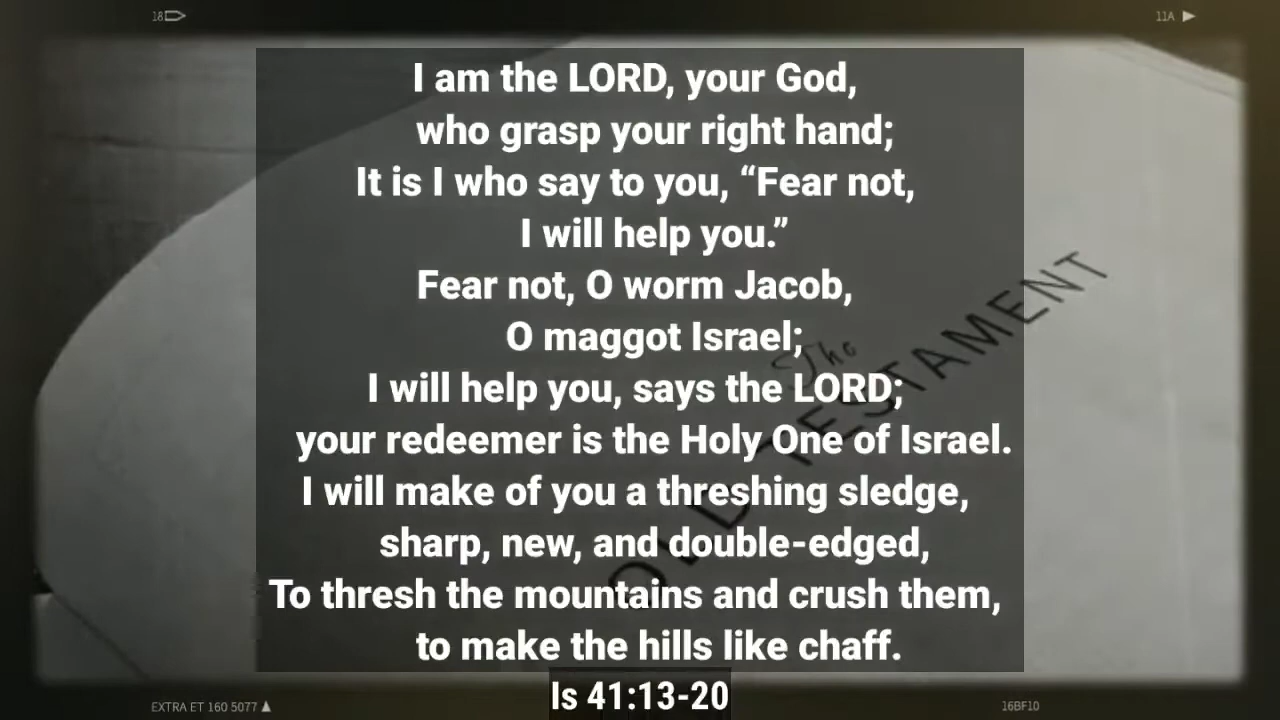 18
11A
I am the LORD, your God,
who grasp your right hand;
It is I who say to you, “Fear not,
I will help you.”
Fear not, O worm Jacob,
O maggot Israel;
I will help you, says the LORD;
your redeemer is the Holy One of Israel.
I will make of you a threshing sledge,
sharp, new, and double-edged,
To thresh the mountains and crush them,
to make the hills like chaff.
The
OLD TESTAMENT
Is 41:13-20
EXTRA ET 160 5077
16BF10